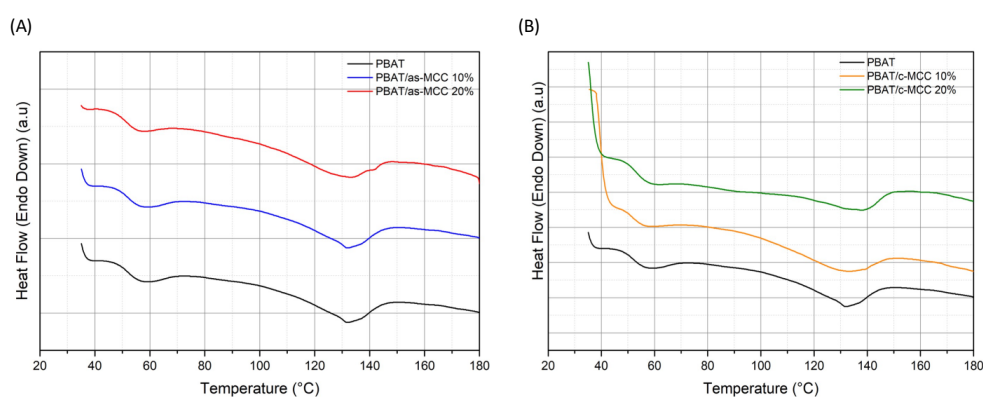 (A)
(B)
PBAT
PBAT/as-MCC 10%
PBAT/as-MCC 20%
Heat Flow (Endo Down) (a.u)
20 40 60 80 100 120 140 160 180
Temperature (°C)
PBAT
PBAT/c-MCC 10%
PBAT/c-MCC 20%
Heat Flow (Endo Down) (a.u)
20 40 60 80 100 120 140 160 180
Temperature (°C)